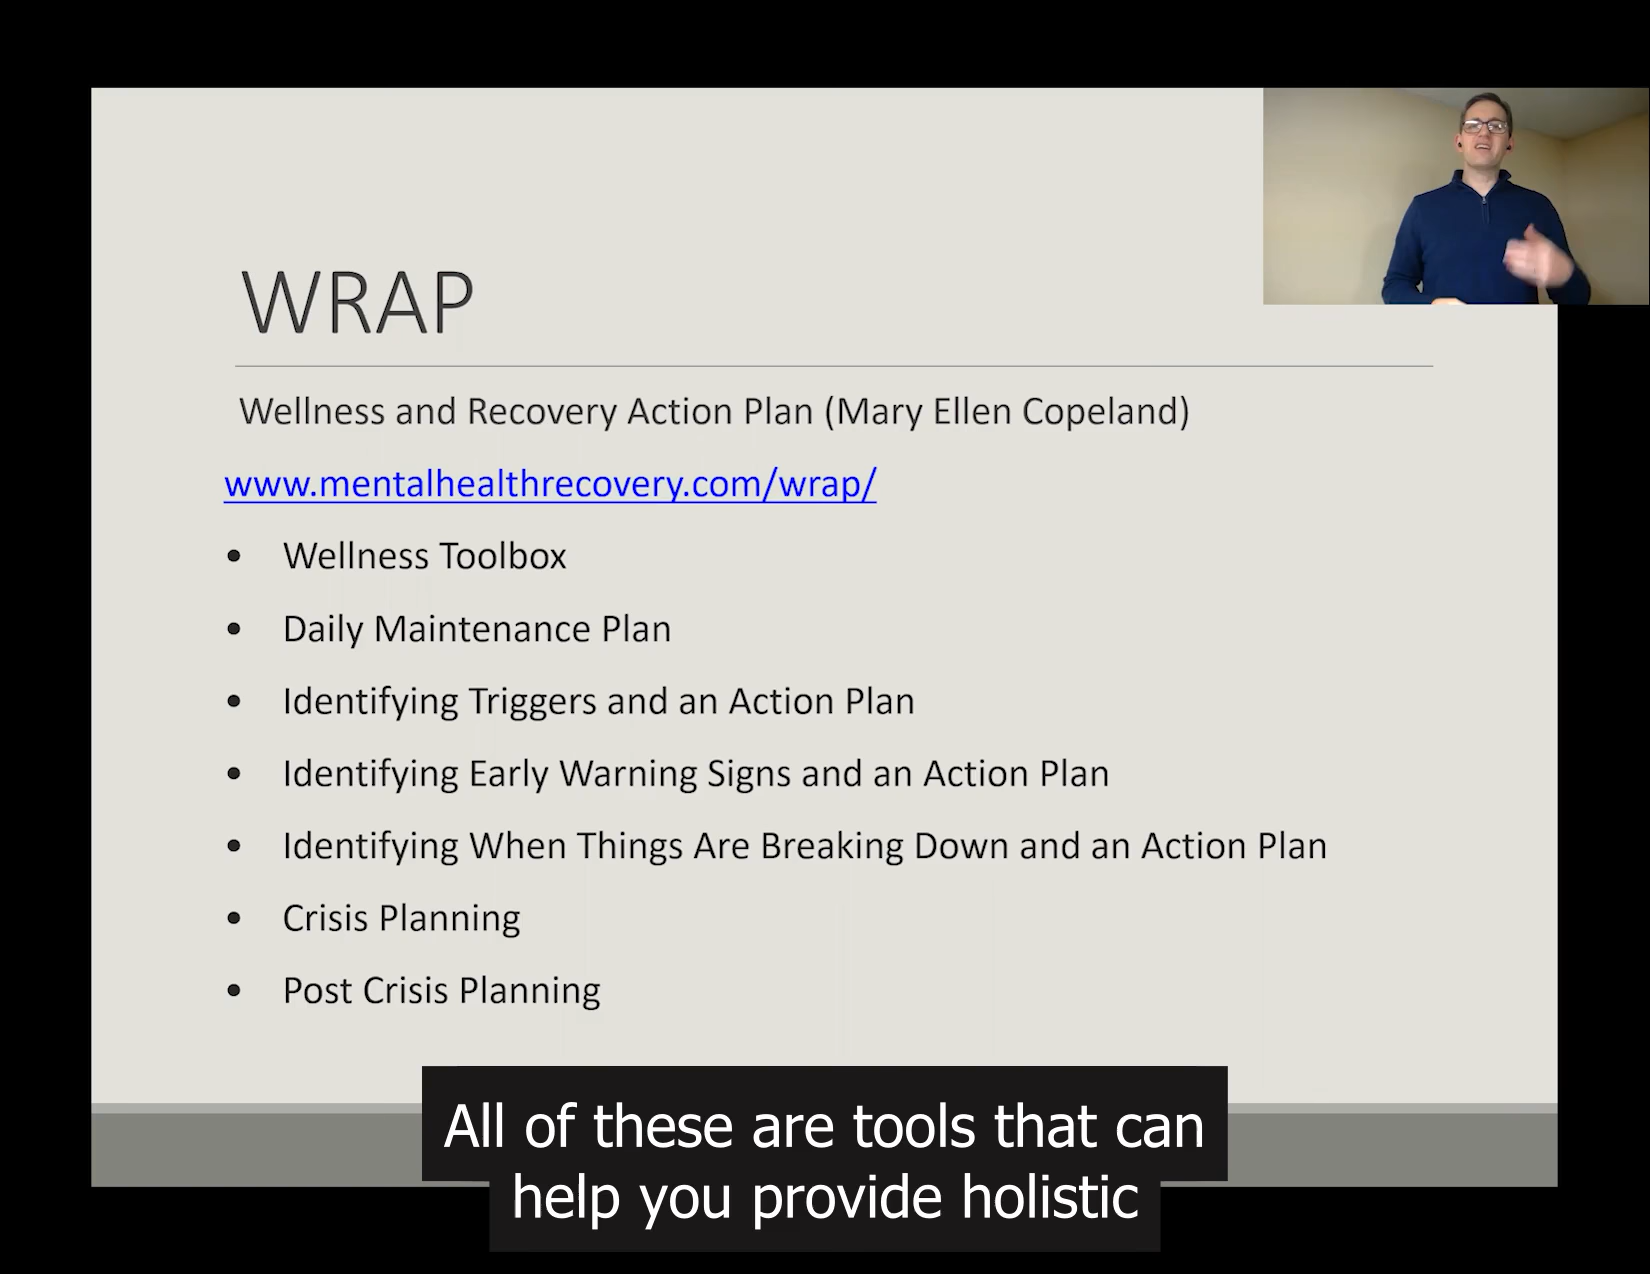 WRAP
Wellness and Recovery Action Plan (Mary Ellen Copeland)
www.mentalhealthrecovery.com/wrap/
• Wellness Toolbox
• Daily Maintenance Plan
• Identifying Triggers and an Action Plan
• Identifying Early Warning Signs and an Action Plan
• Identifying When Things Are Breaking Down and an Action Plan
• Crisis Planning
• Post Crisis Planning
All of these are tools that can
help you provide holistic